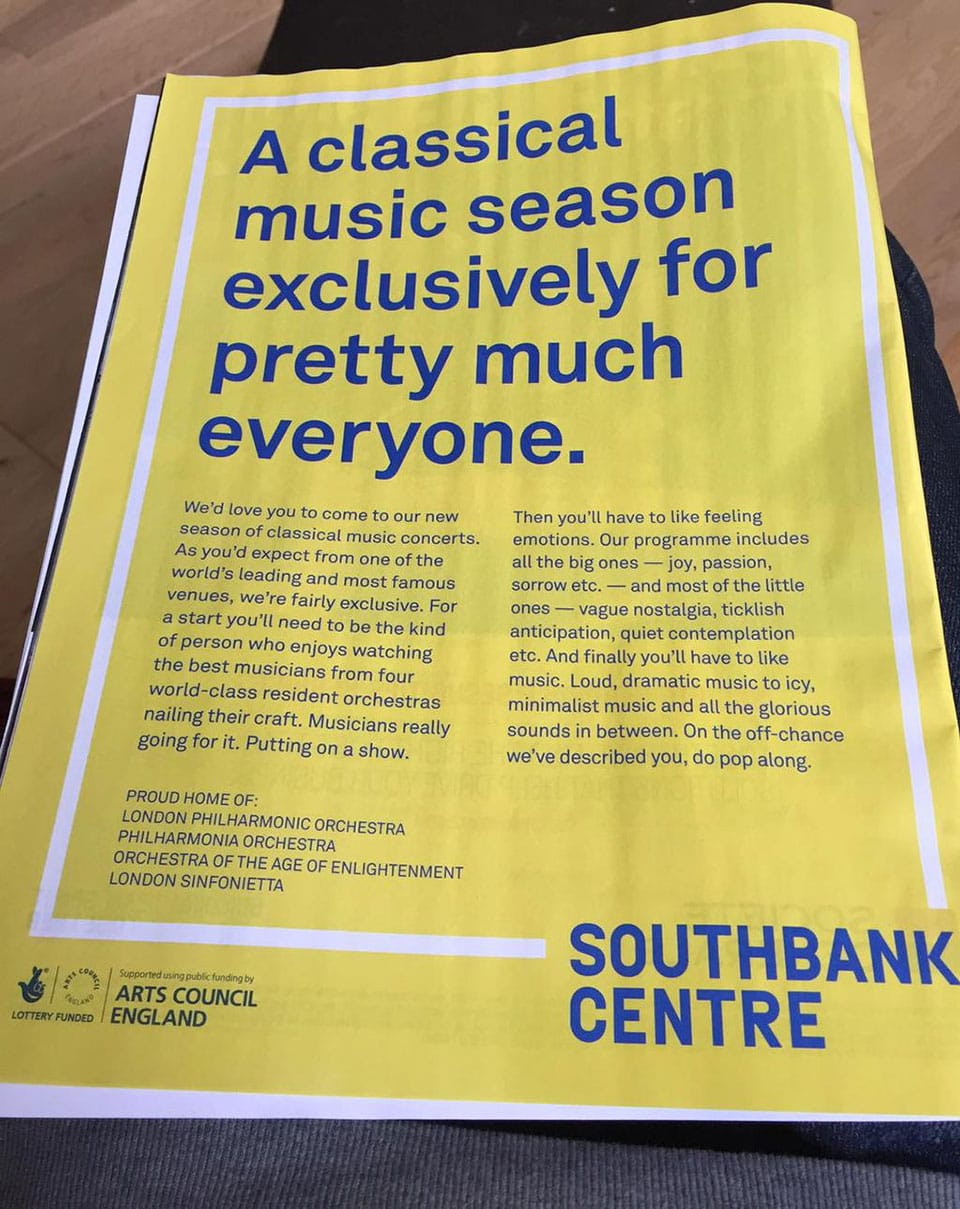 A classical
music season
exclusively for
pretty much
everyone.
We'd love you to come to our new
season of classical music concerts.
As you'd expect from one of the
world's leading and most famous
venues, we're fairly exclusive. For
a start you'll need to be the kind
of person who enjoys watching
the best musicians from four
world-class resident orchestras
nailing their craft. Musicians really
going for it. Putting on a show.
Then you'll have to like feeling
emotions. Our programme includes
all the big ones — joy, passion,
sorrow etc. — and most of the little
ones — vague nostalgia, ticklish
anticipation, quiet contemplation
etc. And finally you'll have to like
music. Loud, dramatic music to icy,
minimalist music and all the glorious
sounds in between. On the off-chance
we've described you, do pop along.
PROUD HOME OF:
LONDON PHILHARMONIC ORCHESTRA
PHILHARMONIA ORCHESTRA
ORCHESTRA OF THE AGE OF ENLIGHTENMENT
LONDON SINFONIETTA
SOUTHBANK
CENTRE
LOTTERY FUNDED
ARTS COUNCIL
ENGLAND
Supported using public funding by
ARTS COUNCIL
ENGLAND